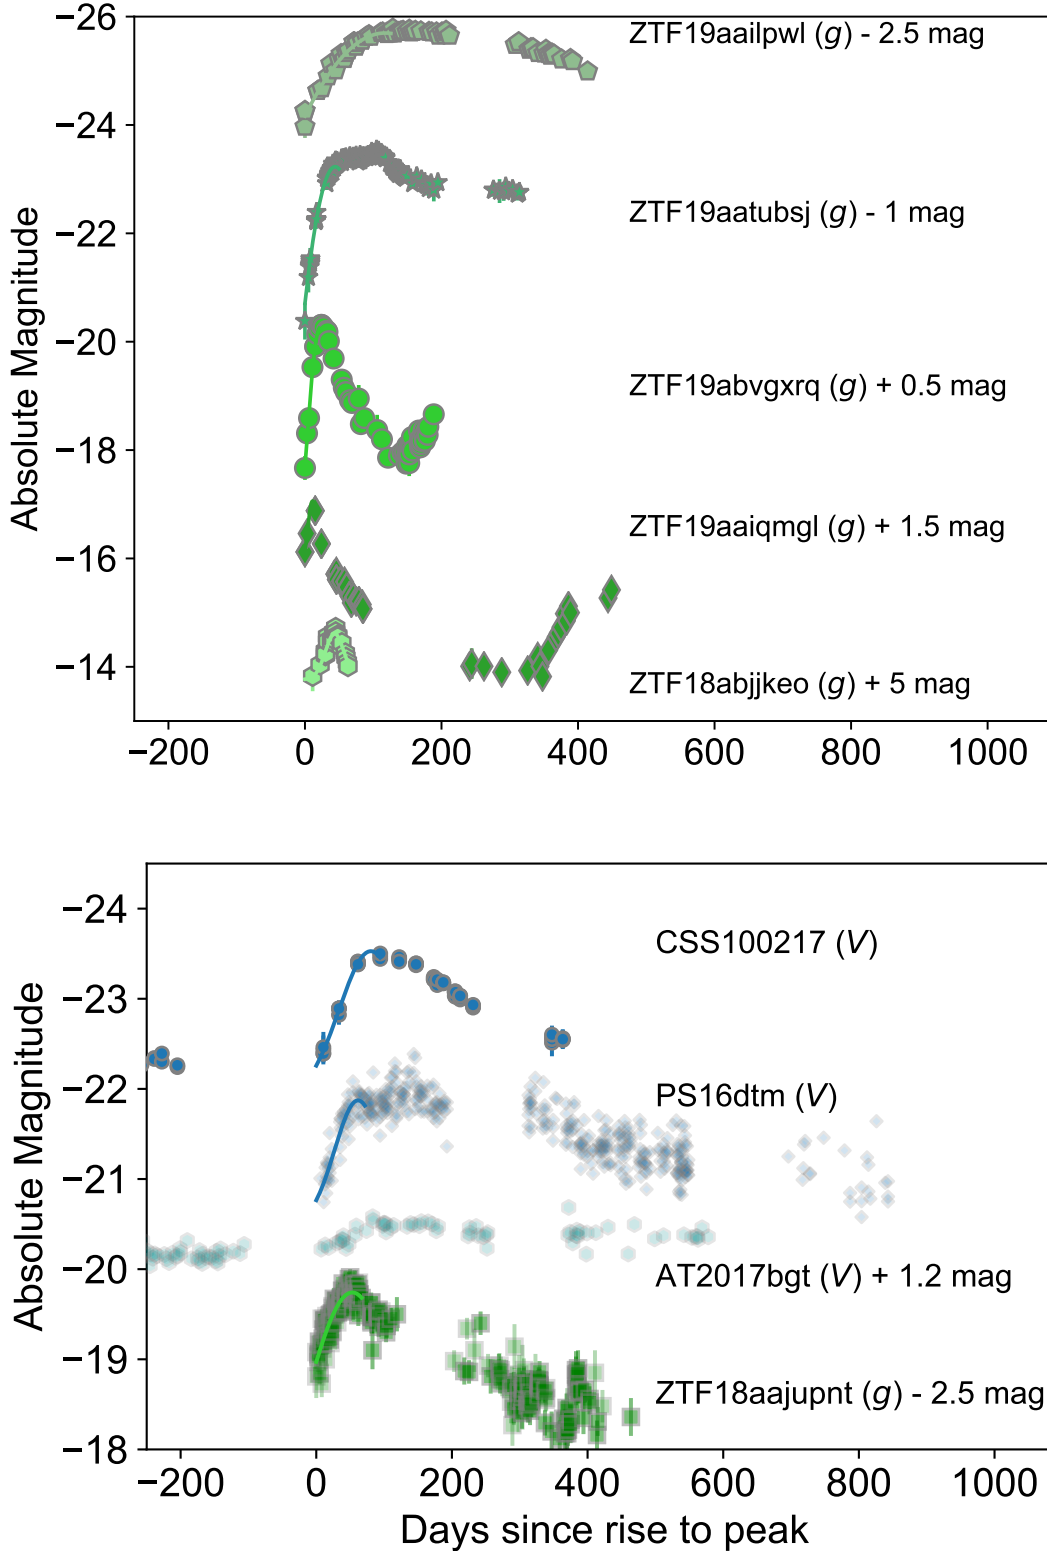 −26
ZTF19aailpwl (g) - 2.5 mag
−24
ZTF19aatubsj (g) - 1 mag
−22
Absolute Magnitude
−20
ZTF19abvgxrq (g) + 0.5 mag
−18
ZTF19aaiqmgl (g) + 1.5 mag
−16
−14
ZTF18abjjkeo (g) + 5 mag
−200 0 200 400 600 800 1000
−24
CSS100217 (V)
−23
−22
PS16dtm (V)
Absolute Magnitude
−21
−20
AT2017bgt (V) + 1.2 mag
−19
ZTF18aajupnt (g) - 2.5 mag
−18
−200 0 200 400 600 800 1000
Days since rise to peak